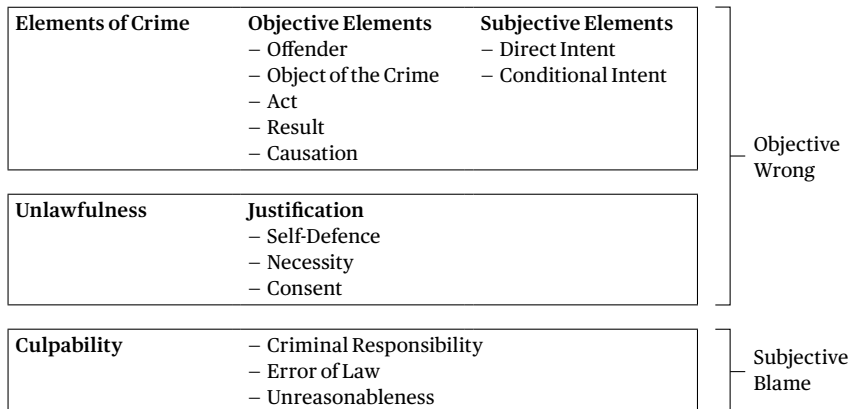 Elements of Crime Objective Elements Subjective Elements
– Offender – Direct Intent
– Object of the Crime – Conditional Intent
– Act
– Result
– Causation
Objective
Wrong
Unlawfulness Justification
– Self-Defence
– Necessity
– Consent
Culpability – Criminal Responsibility
– Error of Law
– Unreasonableness
Subjective
Blame